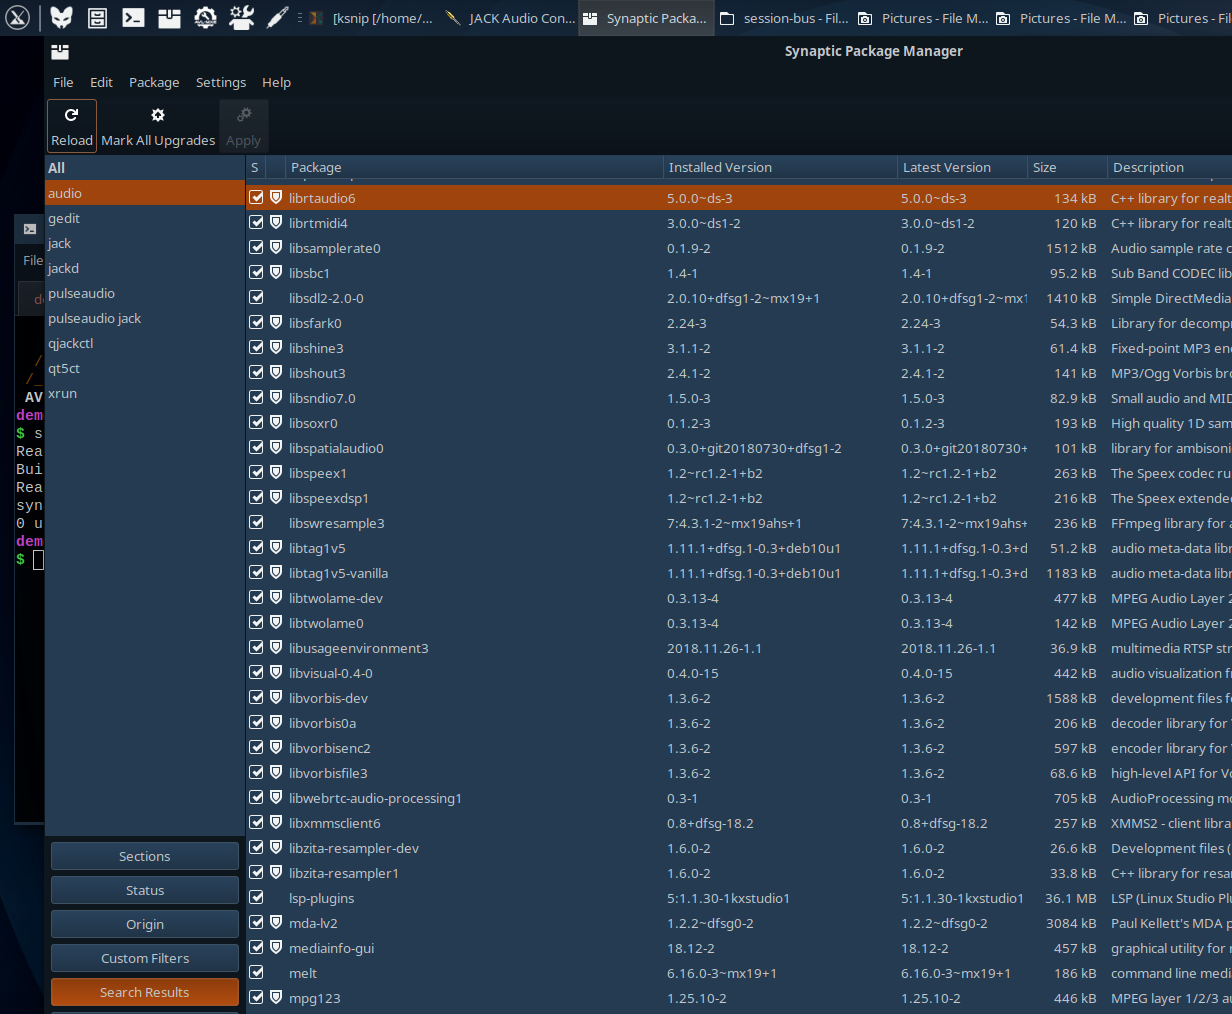 [ksnip [/home/...
JACK Audio Con...
Synaptic Packa...
session-bus - Fil...
Pictures - File M...
Pictures - File M...
Pictures - Fil
Synaptic Package Manager
File Edit Package Settings Help
Reload Mark All Upgrades Apply
All
audio
gedit
jack
jackd
pulseaudio
pulseaudio jack
qjackctl
qt5ct
xrun
Sections
Status
Origin
Custom Filters
Search Results
S Package Installed Version Latest Version Size Description
librtaudio6 5.0.0~ds-3 5.0.0~ds-3 134 kB C++ library for realt
librtmidi4 3.0.0~ds1-2 3.0.0~ds1-2 120 kB C++ library for realt
libsamplerate0 0.1.9-2 0.1.9-2 1512 kB Audio sample rate c
libsbc1 1.4-1 1.4-1 95.2 kB Sub Band CODEC lib
libsdl2-2.0-0 2.0.10+dfsg1-2~mx19+1 2.0.10+dfsg1-2~mx1 1410 kB Simple DirectMedia
libsfark0 2.24-3 2.24-3 54.3 kB Library for decompr
libshine3 3.1.1-2 3.1.1-2 61.4 kB Fixed-point MP3 enc
libshout3 2.4.1-2 2.4.1-2 141 kB MP3/Ogg Vorbis bro
libsndio7.0 1.5.0-3 1.5.0-3 82.9 kB Small audio and MID
libsoxr0 0.1.2-3 0.1.2-3 193 kB High quality 1D sam
libspatialaudio0 0.3.0+git20180730+dfsg1-2 0.3.0+git20180730+ 101 kB library for ambisoni
libspeex1 1.2~rc1.2-1+b2 1.2~rc1.2-1+b2 263 kB The Speex codec ru
libspeexdsp1 1.2~rc1.2-1+b2 1.2~rc1.2-1+b2 216 kB The Speex extende
libswresample3 7:4.3.1-2~mx19ahs+1 7:4.3.1-2~mx19ahs+ 236 kB FFmpeg library for a
libtag1v5 1.11.1+dfsg.1-0.3+deb10u1 1.11.1+dfsg.1-0.3+d 51.2 kB audio meta-data libr
libtag1v5-vanilla 1.11.1+dfsg.1-0.3+deb10u1 1.11.1+dfsg.1-0.3+d 1183 kB audio meta-data libr
libtwolame-dev 0.3.13-4 0.3.13-4 477 kB MPEG Audio Layer 2
libtwolame0 0.3.13-4 0.3.13-4 142 kB MPEG Audio Layer 2
libusageenvironment3 2018.11.26-1.1 2018.11.26-1.1 36.9 kB multimedia RTSP str
libvisual-0.4-0 0.4.0-15 0.4.0-15 442 kB audio visualization fr
libvorbis-dev 1.3.6-2 1.3.6-2 1588 kB development files fo
libvorbis0a 1.3.6-2 1.3.6-2 206 kB decoder library for
libvorbisenc2 1.3.6-2 1.3.6-2 597 kB encoder library for
libvorbisfile3 1.3.6-2 1.3.6-2 68.6 kB high-level API for Vo
libwebrtc-audio-processing1 0.3-1 0.3-1 705 kB AudioProcessing mo
libxmmsclient6 0.8+dfsg-18.2 0.8+dfsg-18.2 257 kB XMMS2 - client libra
libzita-resampler-dev 1.6.0-2 1.6.0-2 26.6 kB Development files (
libzita-resampler1 1.6.0-2 1.6.0-2 33.8 kB C++ library for resa
lsp-plugins 5:1.1.30-1kxstudio1 5:1.1.30-1kxstudio1 36.1 MB LSP (Linux Studio Plu
mda-lv2 1.2.2~dfsg0-2 1.2.2~dfsg0-2 3084 kB Paul Kellett's MDA p
mediainfo-gui 18.12-2 18.12-2 457 kB graphical utility for r
melt 6.16.0-3~mx19+1 6.16.0-3~mx19+1 186 kB command line medi
mpg123 1.25.10-2 1.25.10-2 446 kB MPEG layer 1/2/3 au
File
de
/
/_
AV
dem
$ s
Rea
Bui
Rea
syn
0 u
dem
$